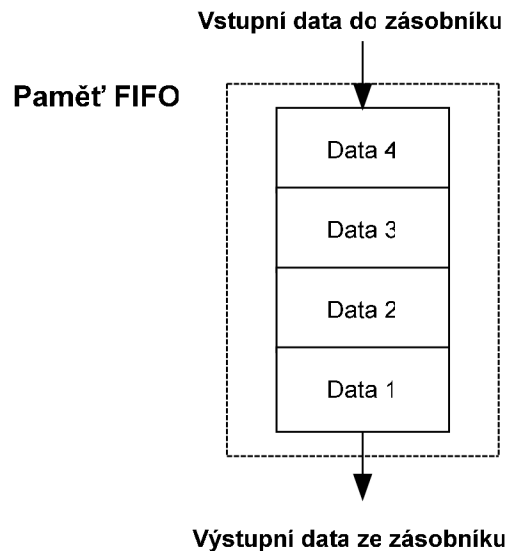 Vstupní data do zásobníku
Paměť FIFO
Data 4
Data 3
Data 2
Data 1
Výstupní data ze zásobníku